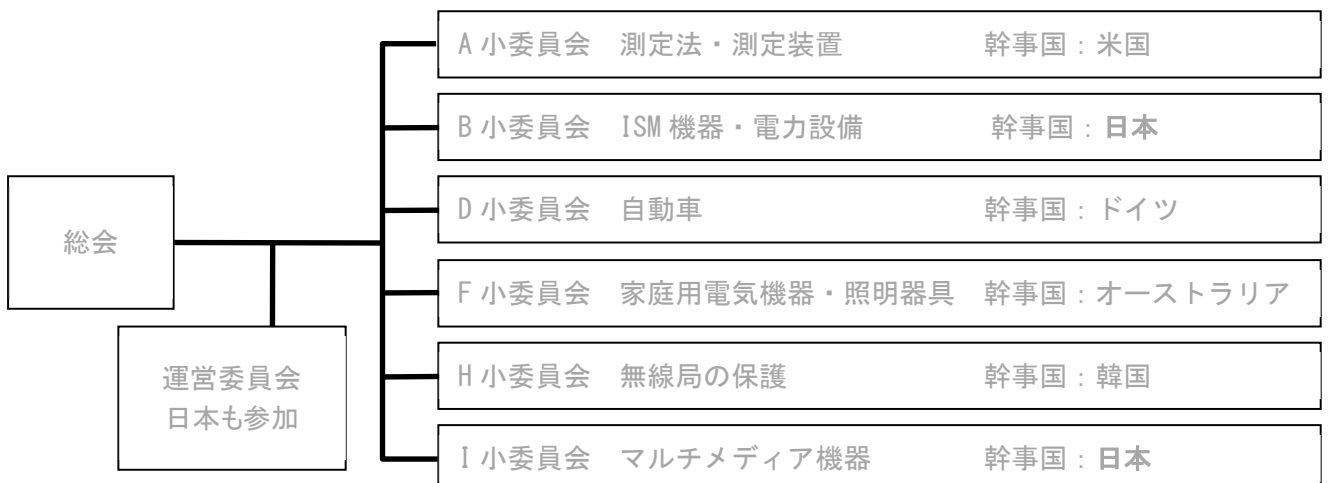 A小委員会 測定法・測定装置 幹事国：米国
B小委員会 ISM機器・電力設備 幹事国：日本
D小委員会 自動車 幹事国：ドイツ
総会
F小委員会 家庭用電気機器・照明器具 幹事国：オーストラリア
運営委員会
日本も参加
H小委員会 無線局の保護 幹事国：韓国
I小委員会 マルチメディア機器 幹事国：日本